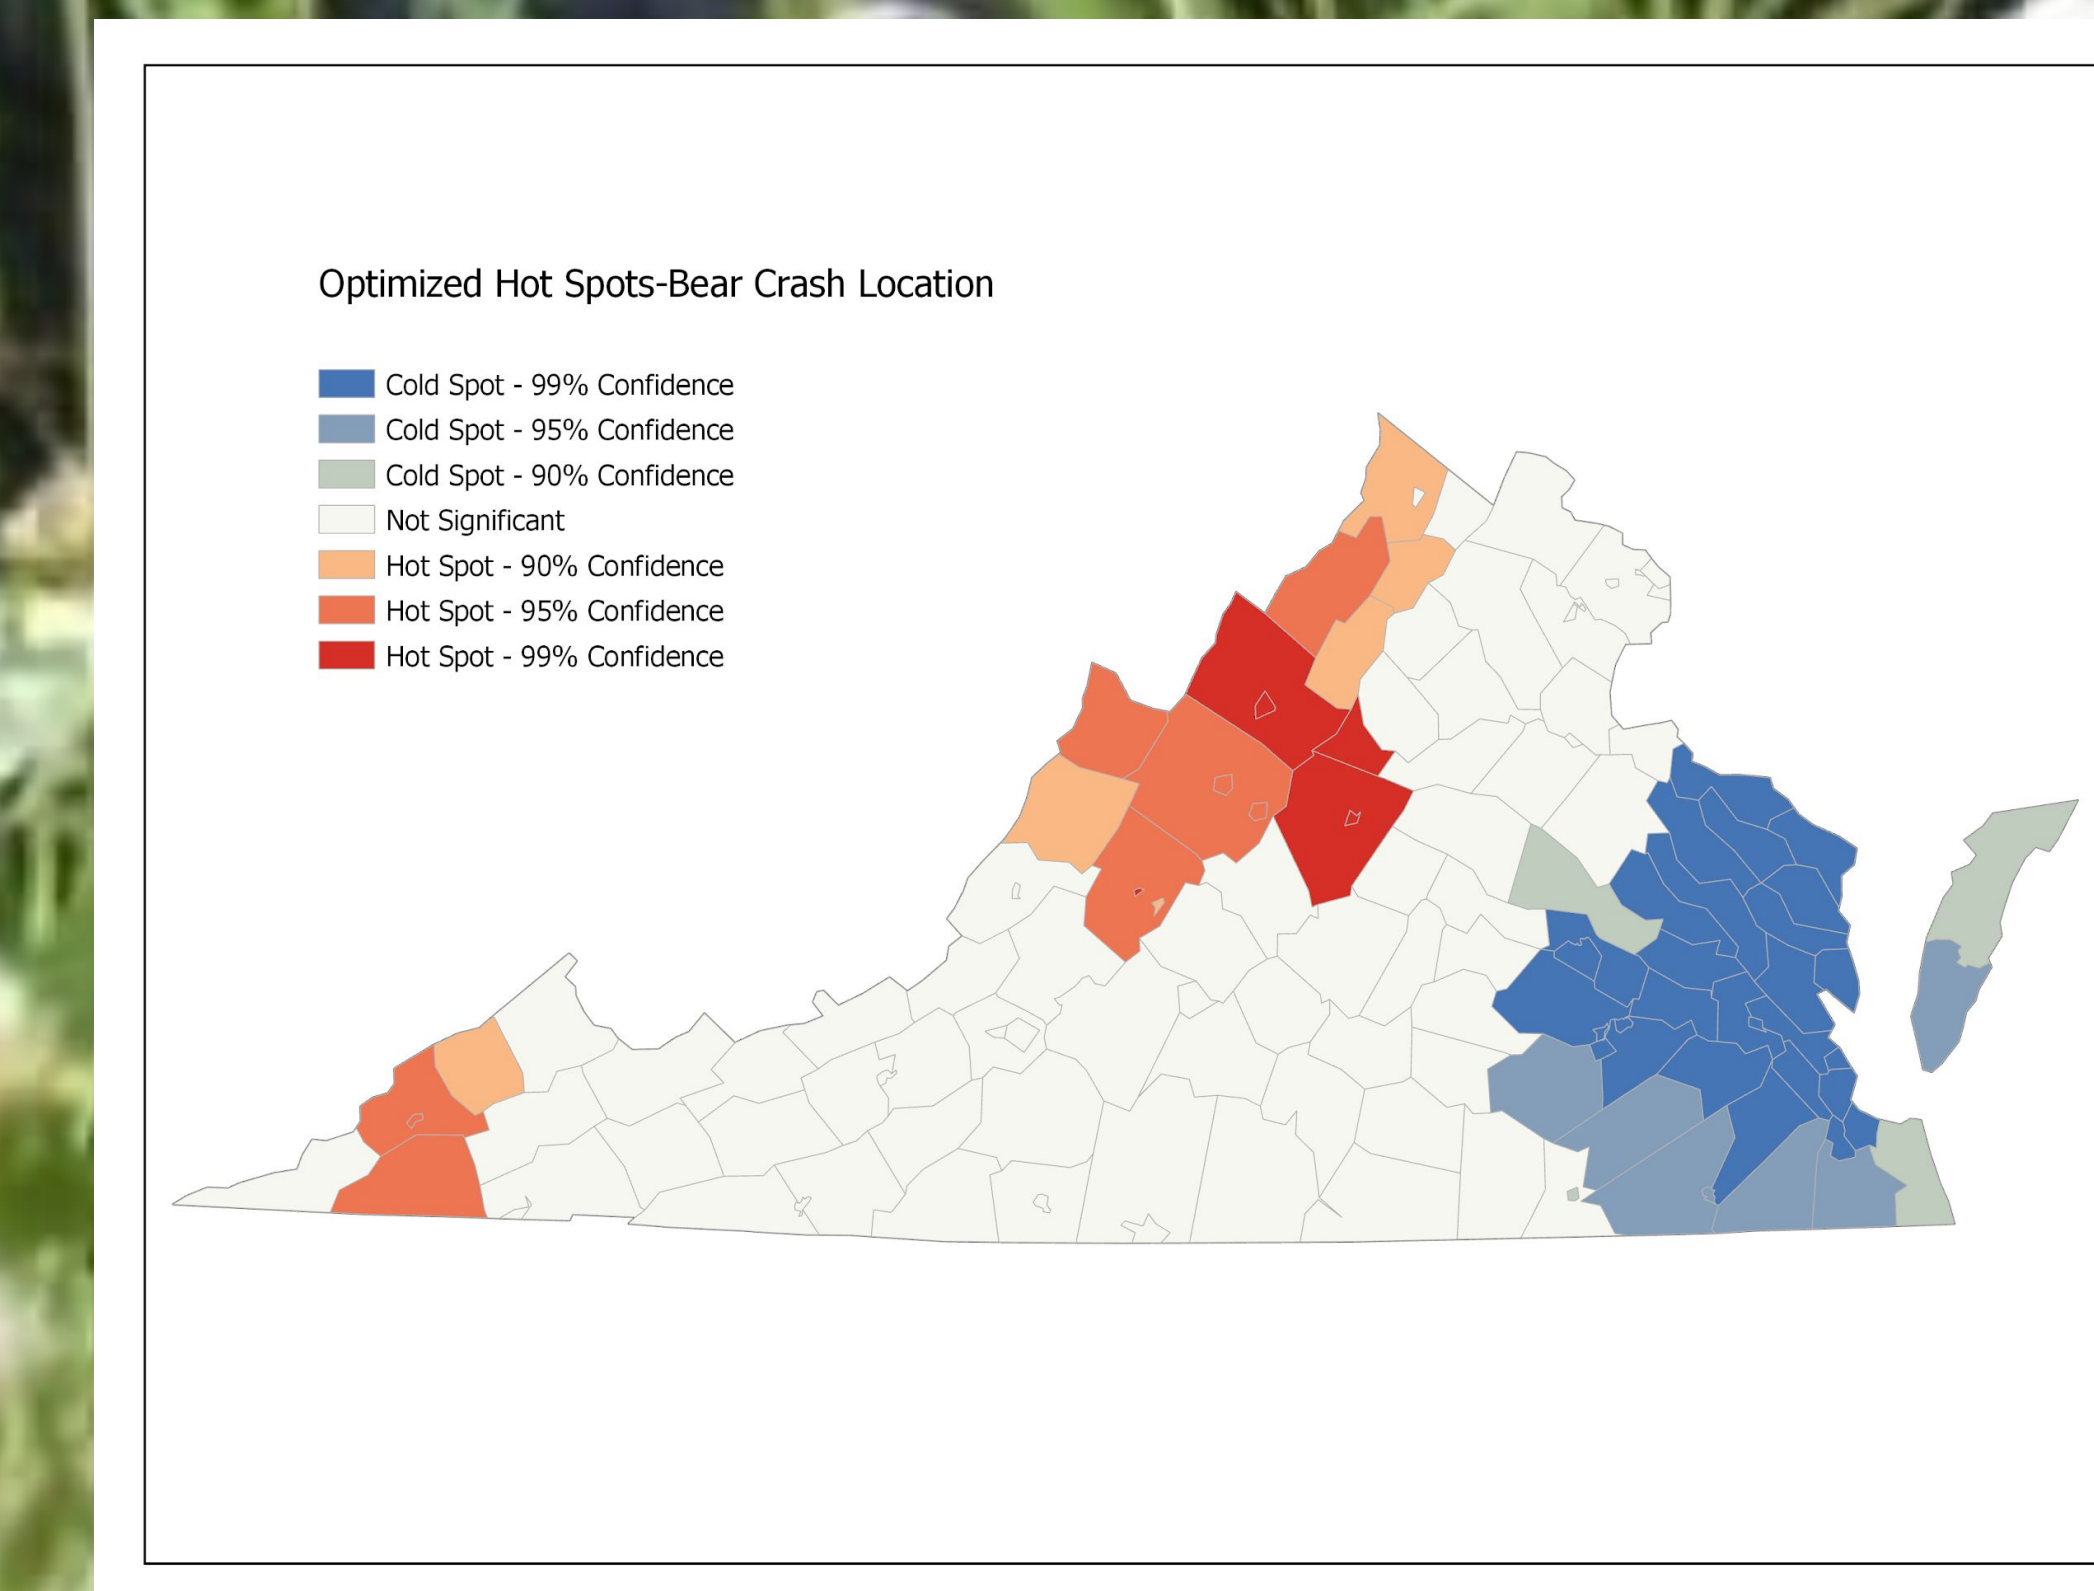 Optimized Hot Spots-Bear Crash Location
Cold Spot - 99% Confidence
Cold Spot - 95% Confidence
Cold Spot - 90% Confidence
Not Significant
Hot Spot - 90% Confidence
Hot Spot - 95% Confidence
Hot Spot - 99% Confidence